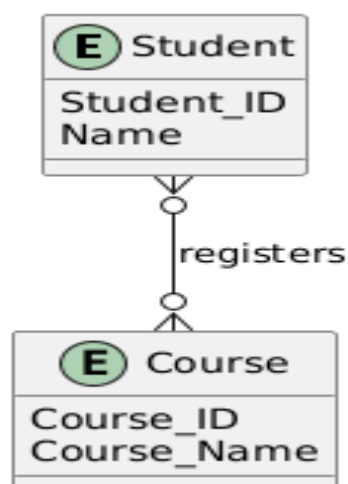 E Student
Student_ID
Name
registers
E Course
Course_ID
Course_Name